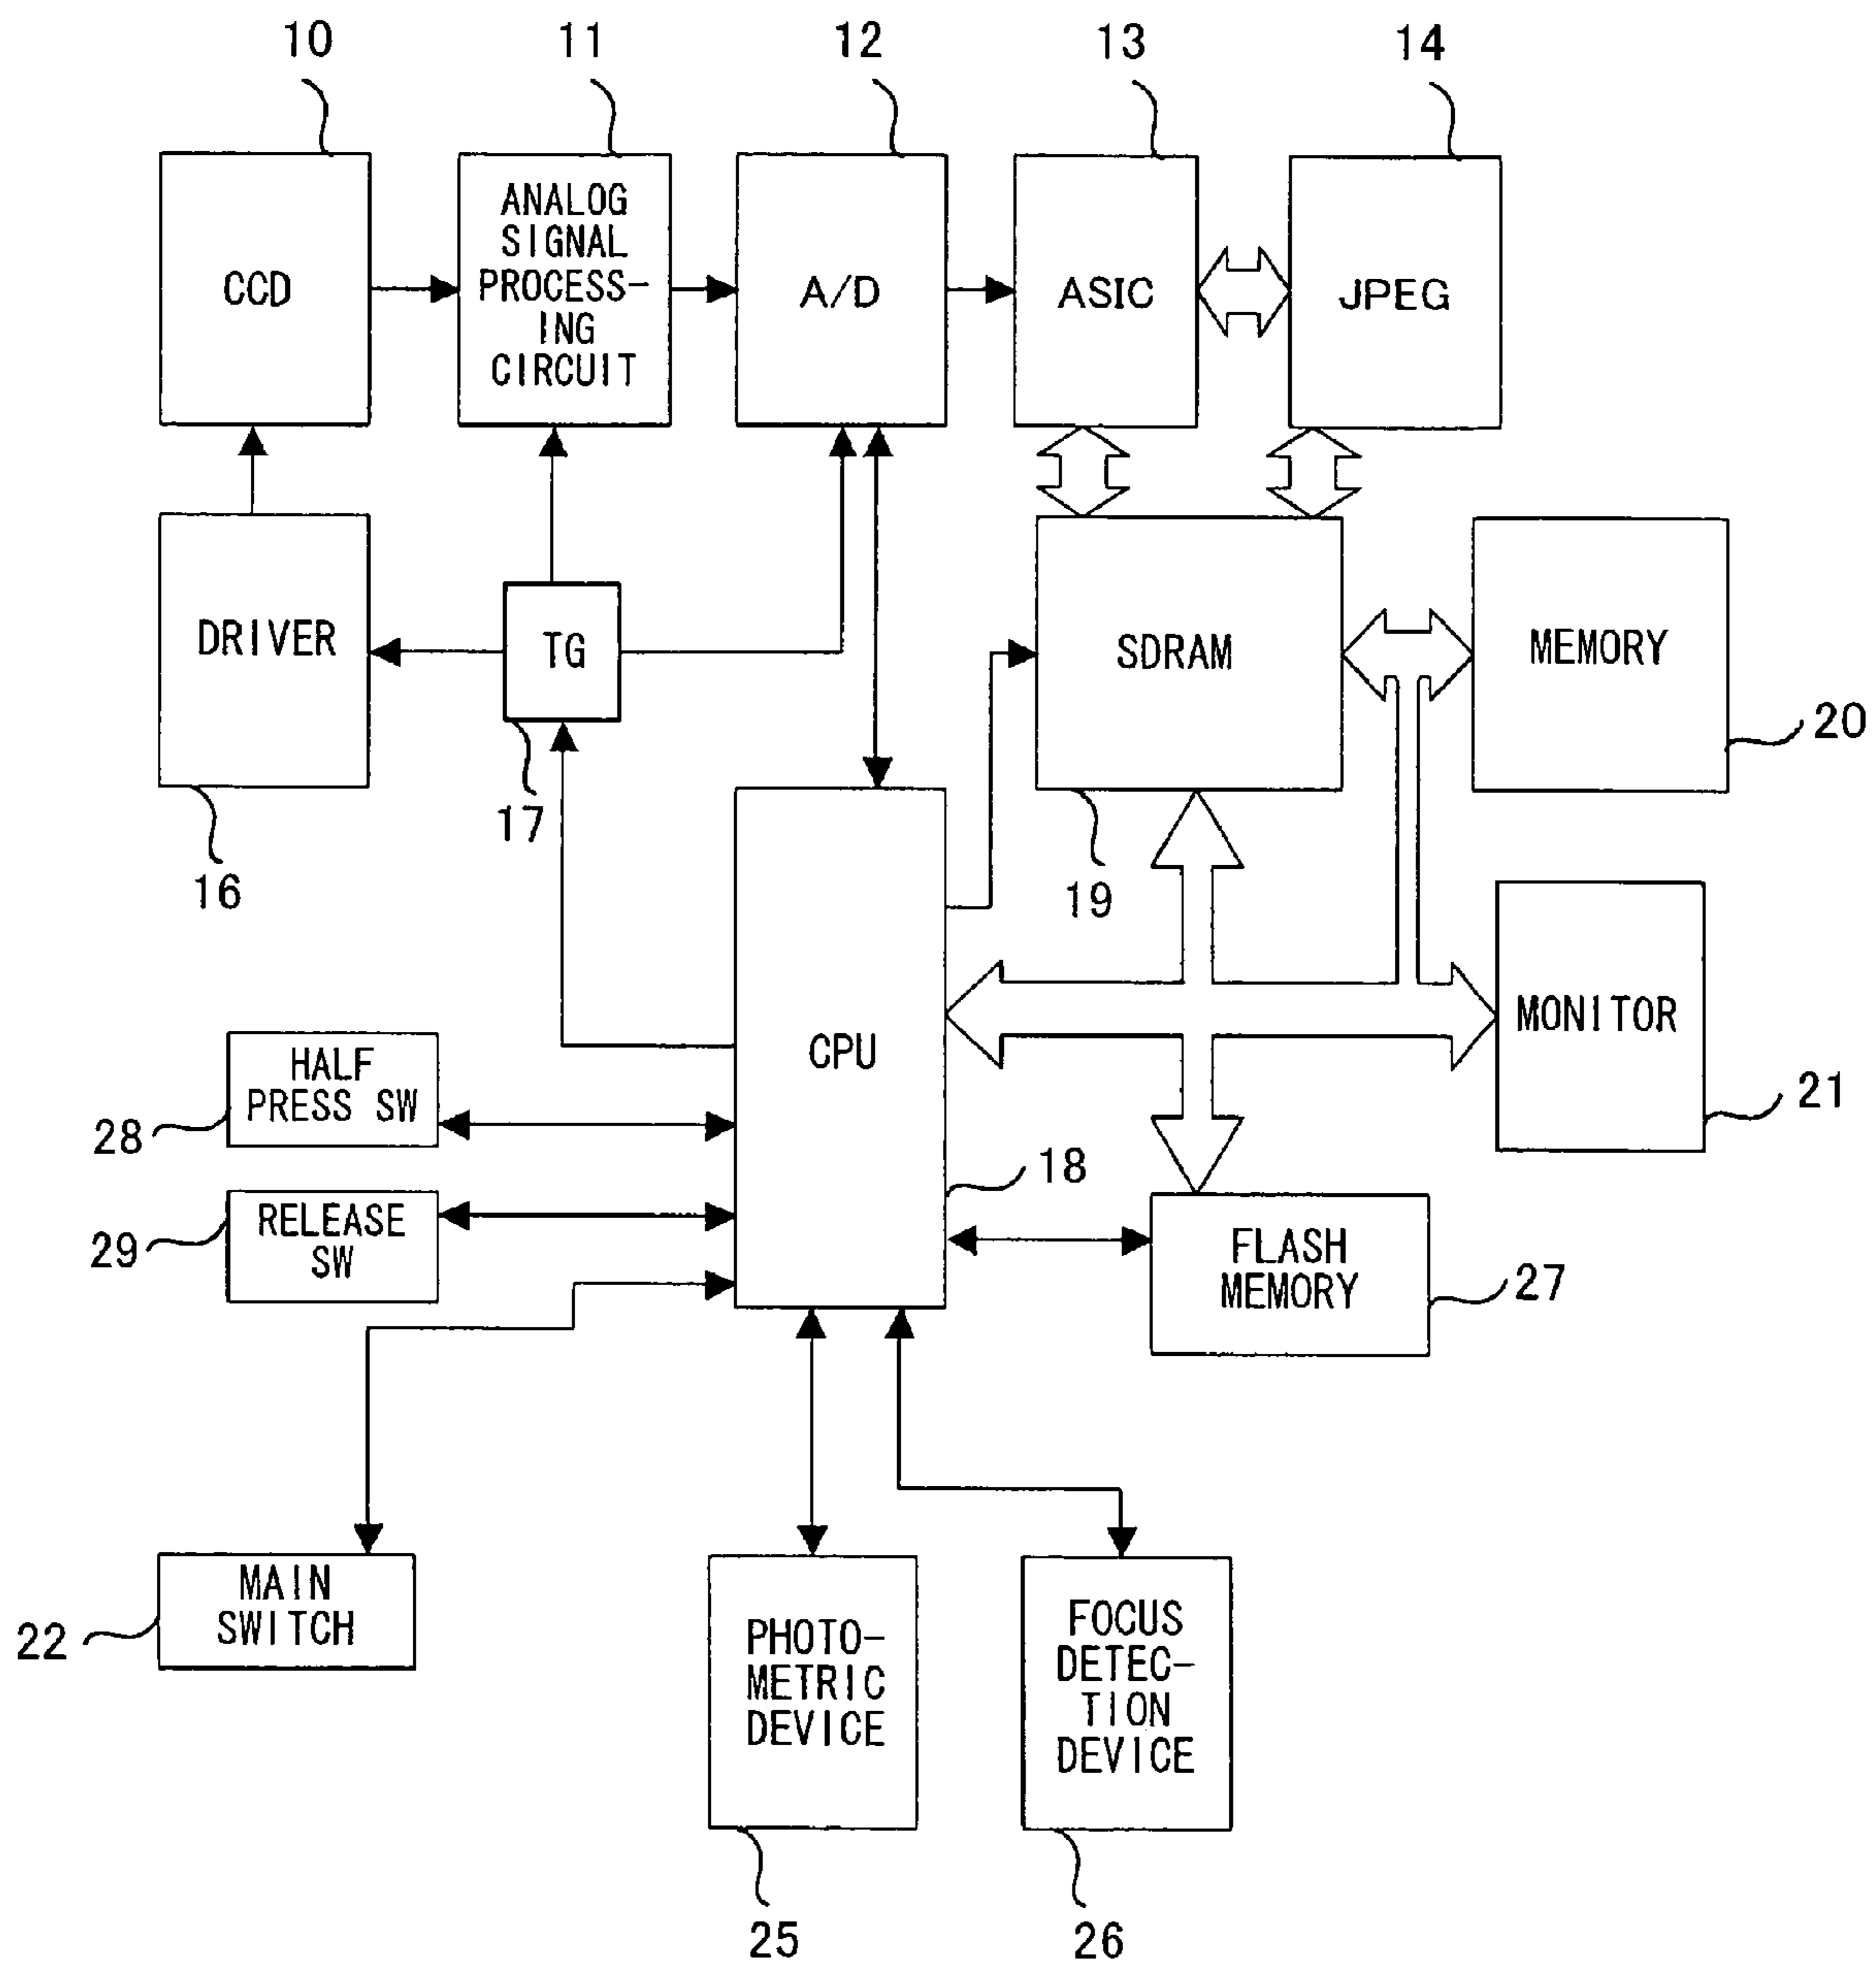 10
11
12
13
14
CCD
ANALOG
SIGNAL
PROCESS-
ING
CIRCUIT
A/D
ASIC
JPEG
DRIVER
TG
SDRAM
MEMORY
20
17
16
19
CPU
MONITOR
21
HALF
PRESS SW
28
18
RELEASE
SW
29
FLASH
MEMORY
27
MAIN
SWITCH
22
PHOTO-
METRIC
DEVICE
FOCUS
DETEC-
TION
DEVICE
25
26